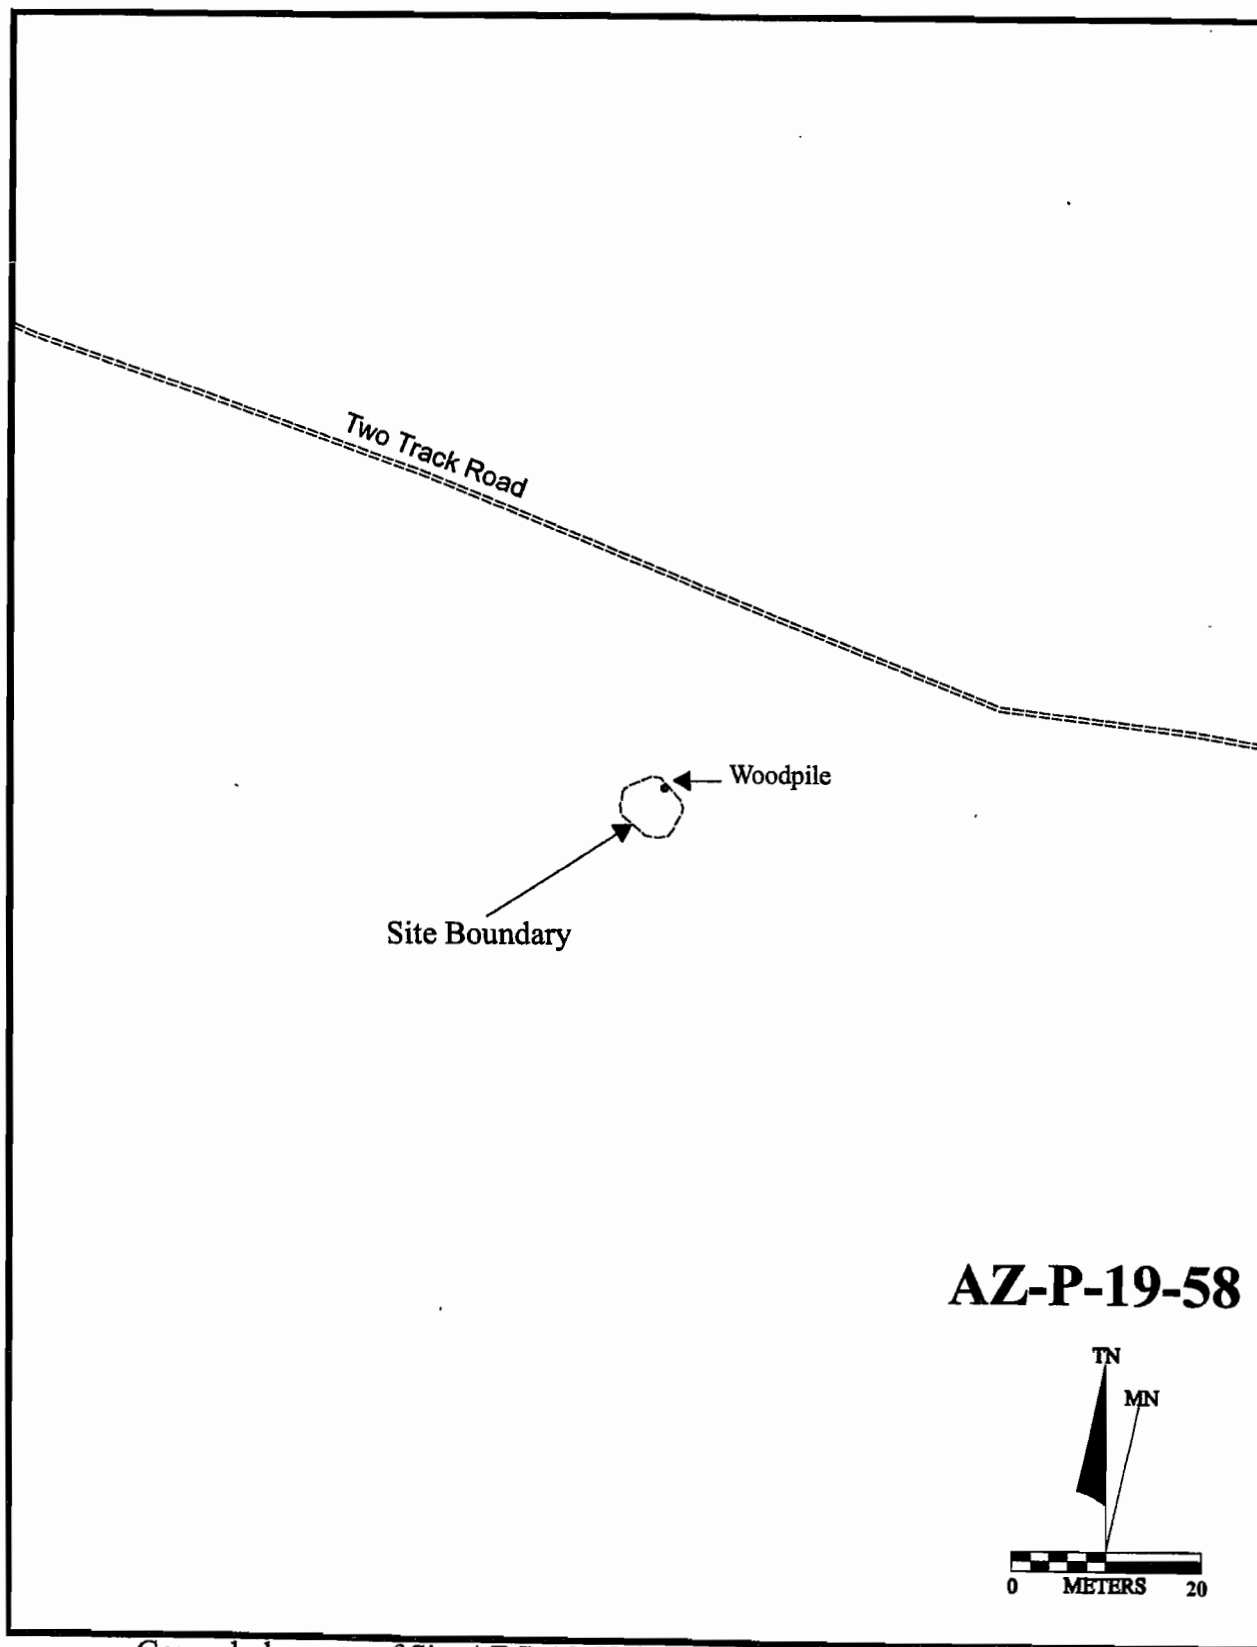 Two Track Road
Woodpile
Site Boundary
AZ-P-19-58
TN
MN
0 METERS 20